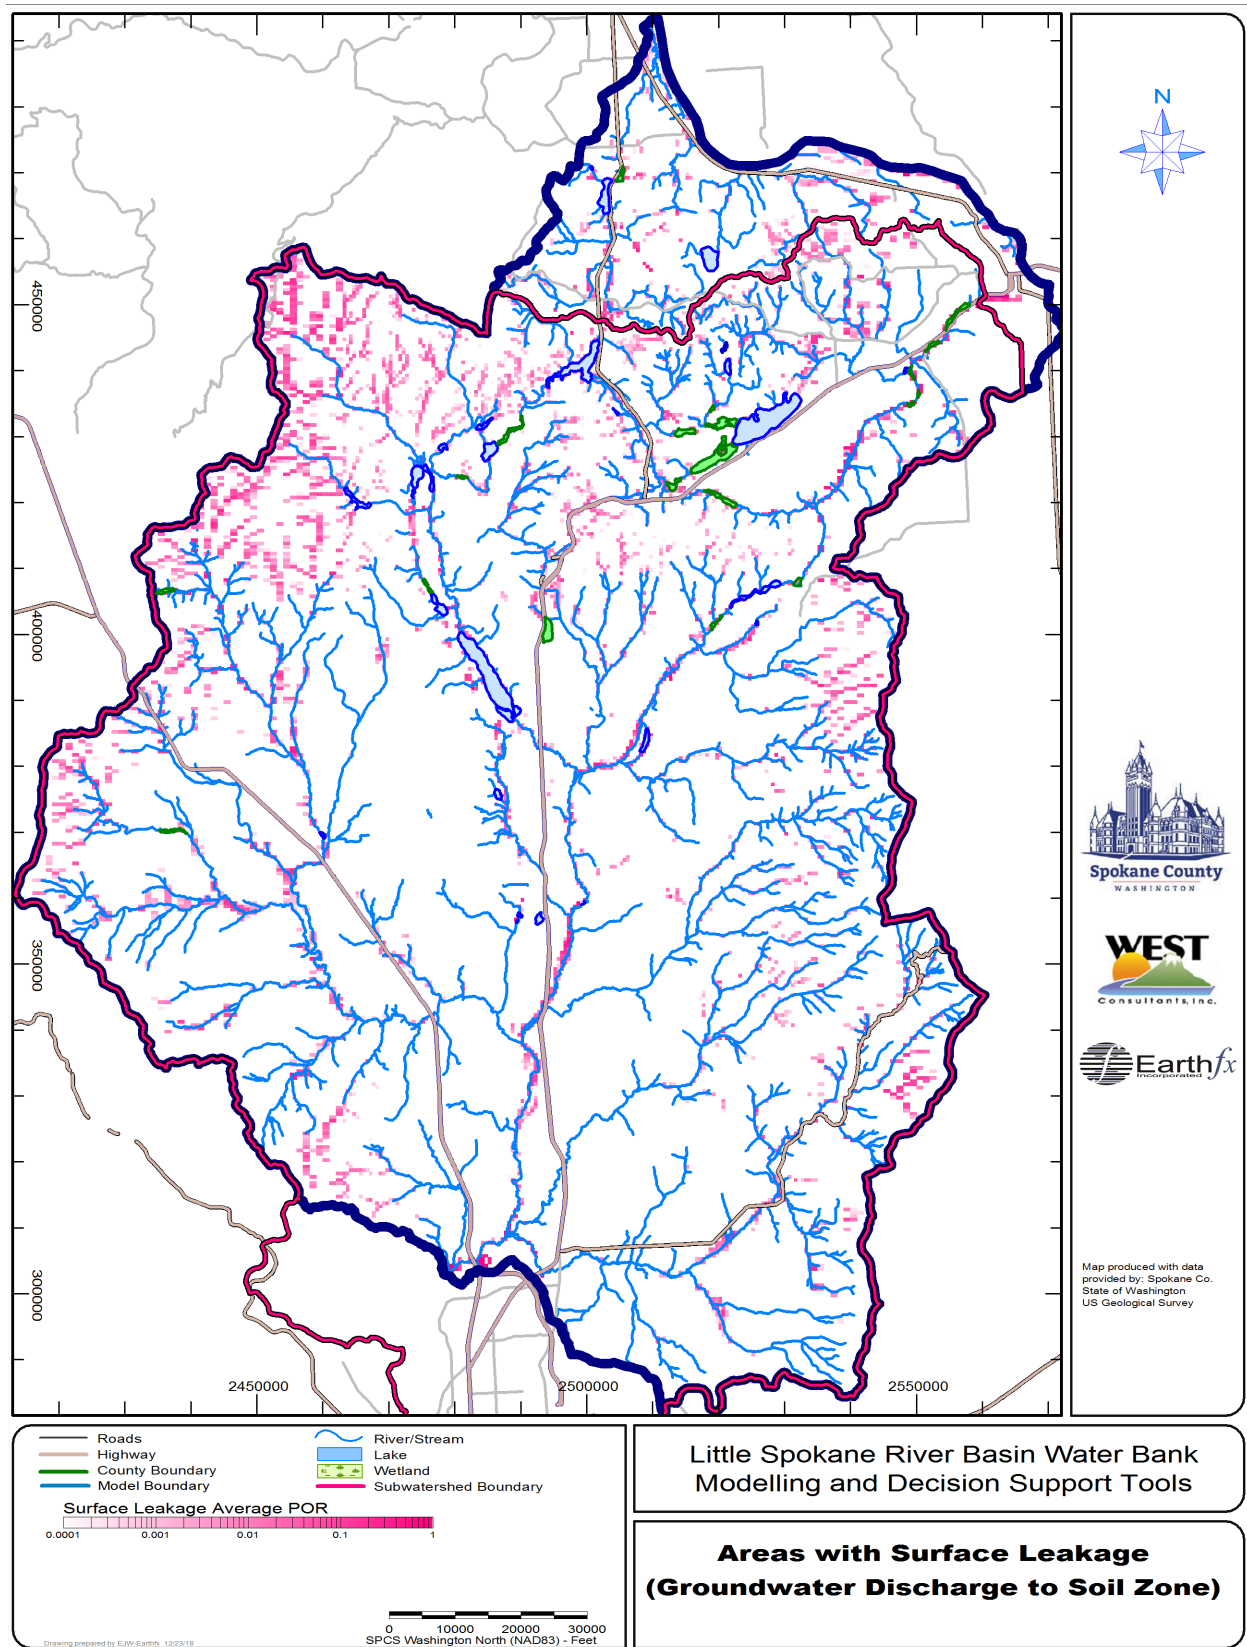 N
450000
400000
350000
300000
2450000
2500000
2550000
Spokane County
WASHINGTON
WEST
Consultants, Inc.
Earthfx
Incorporated
Map produced with data
provided by: Spokane Co.
State of Washington
US Geological Survey
Roads
Highway
County Boundary
Model Boundary
River/Stream
Lake
Wetland
Subwatershed Boundary
Surface Leakage Average POR
0.0001 0.001 0.01 0.1 1
0 10000 20000 30000
SPCS Washington North (NAD83) - Feet
Drawing prepared by EJW-Earthfx 12/23/18
Little Spokane River Basin Water Bank
Modelling and Decision Support Tools
Areas with Surface Leakage
(Groundwater Discharge to Soil Zone)